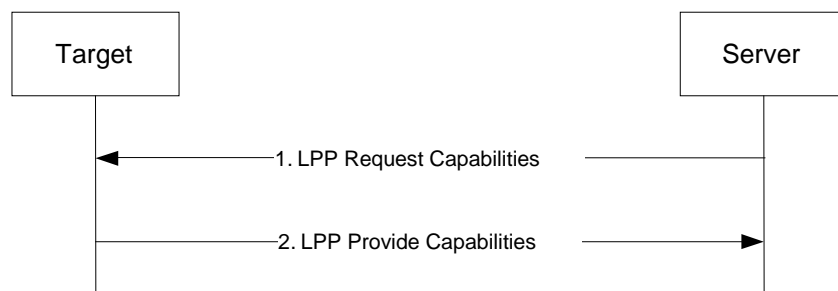 Target
Server
1. LPP Request Capabilities
2. LPP Provide Capabilities